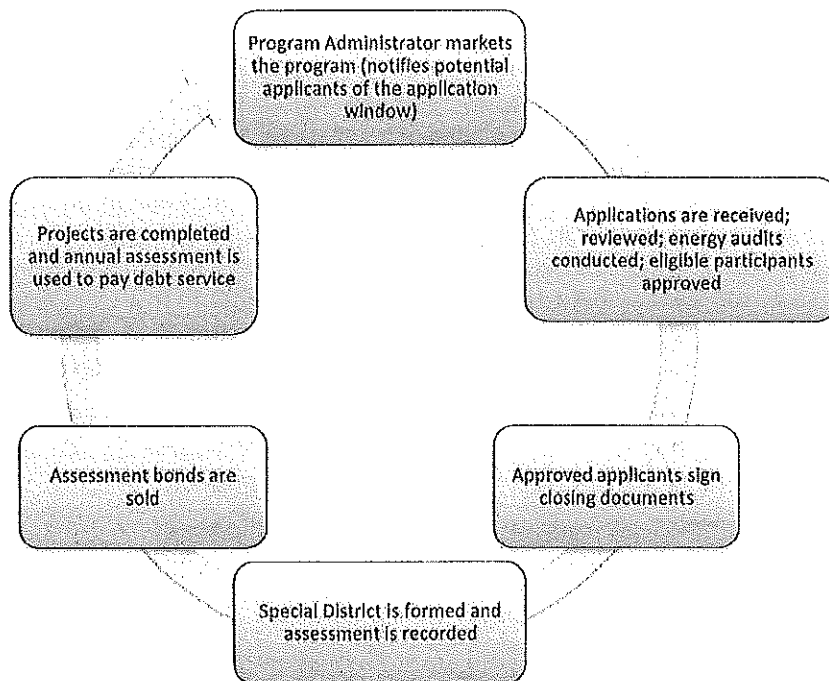 Program Administrator markets
the program (notifies potential
applicants of the application
window)
Applications are received;
reviewed; energy audits
conducted; eligible participants
approved
Approved applicants sign
closing documents
Special District is formed and
assessment is recorded
Assessment bonds are
sold
Projects are completed
and annual assessment is
used to pay debt service